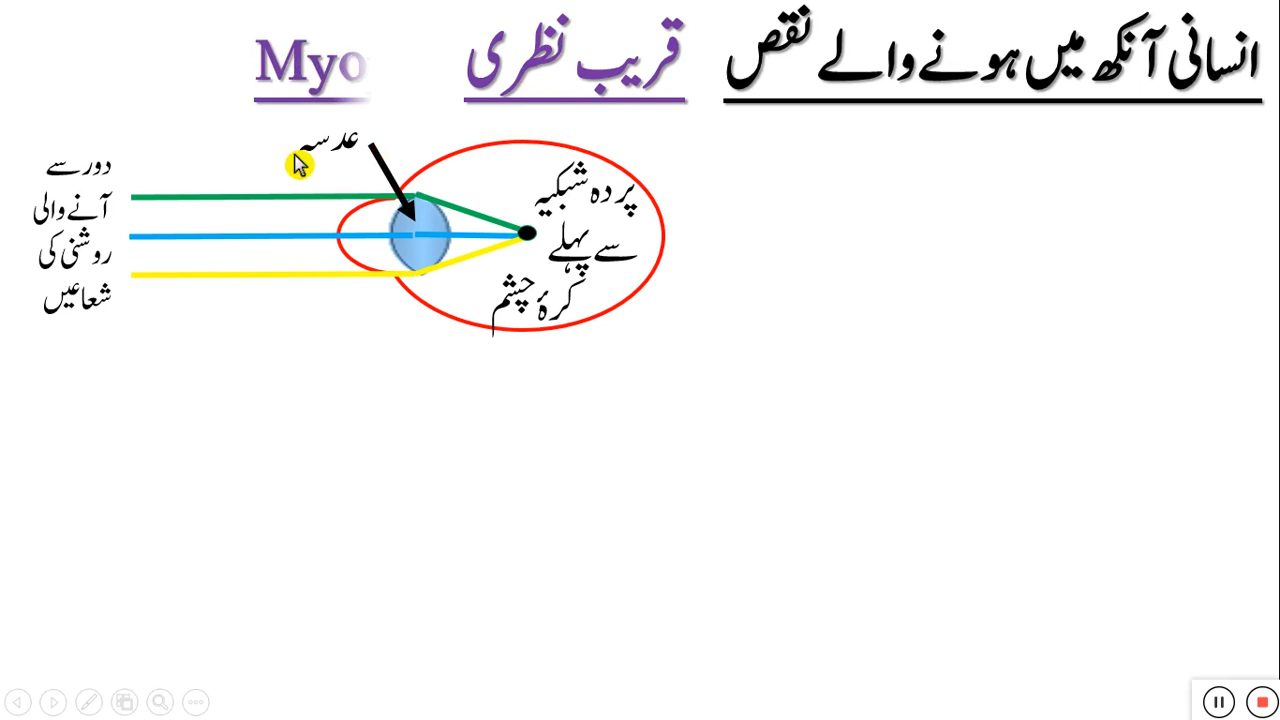 انسانی آنکھ میں ہونے والے نقص
قریب نظری
Myo
عدسہ
دور سے
آنے والی
روشنی کی
شعاعیں
پردہ شبکیہ
سے پہلے
کرۂ چشم